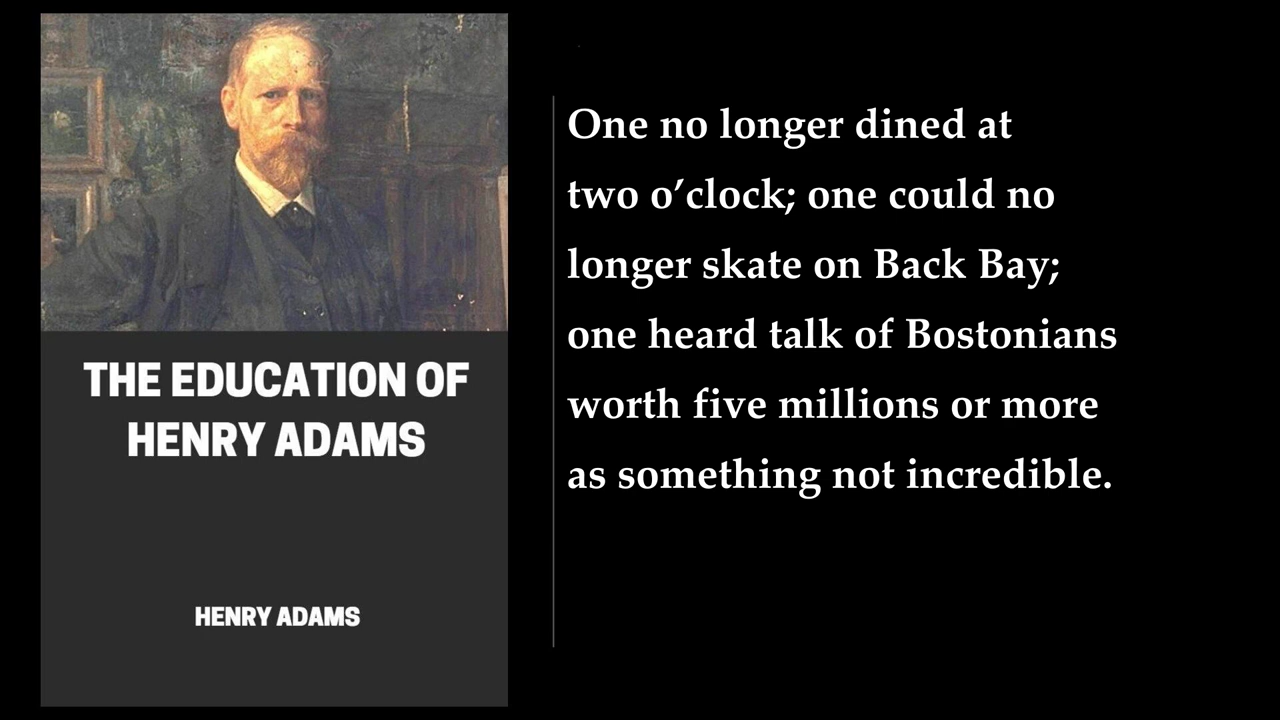 THE EDUCATION OF
HENRY ADAMS
HENRY ADAMS
One no longer dined at
two o’clock; one could no
longer skate on Back Bay;
one heard talk of Bostonians
worth five millions or more
as something not incredible.